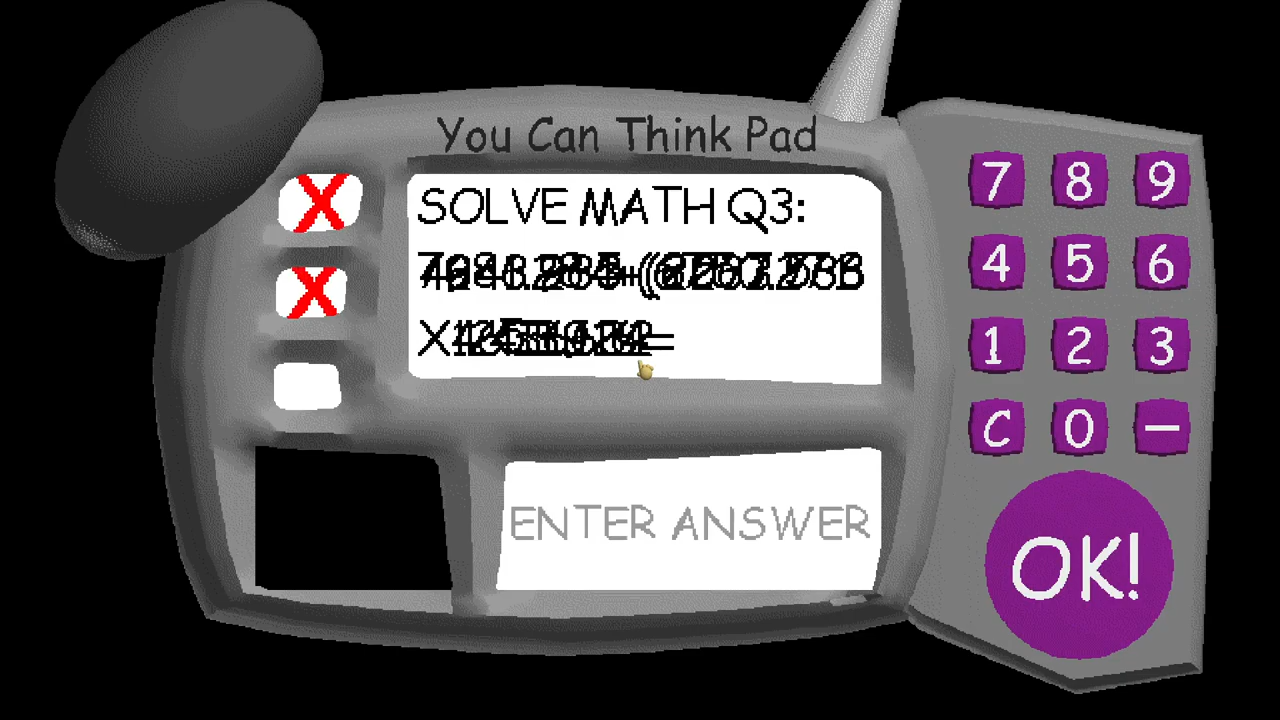 You Can Think Pad
X
X
SOLVE MATH Q3:
ENTER ANSWER
7 8 9
4 5 6
1 2 3
C 0 —
OK!